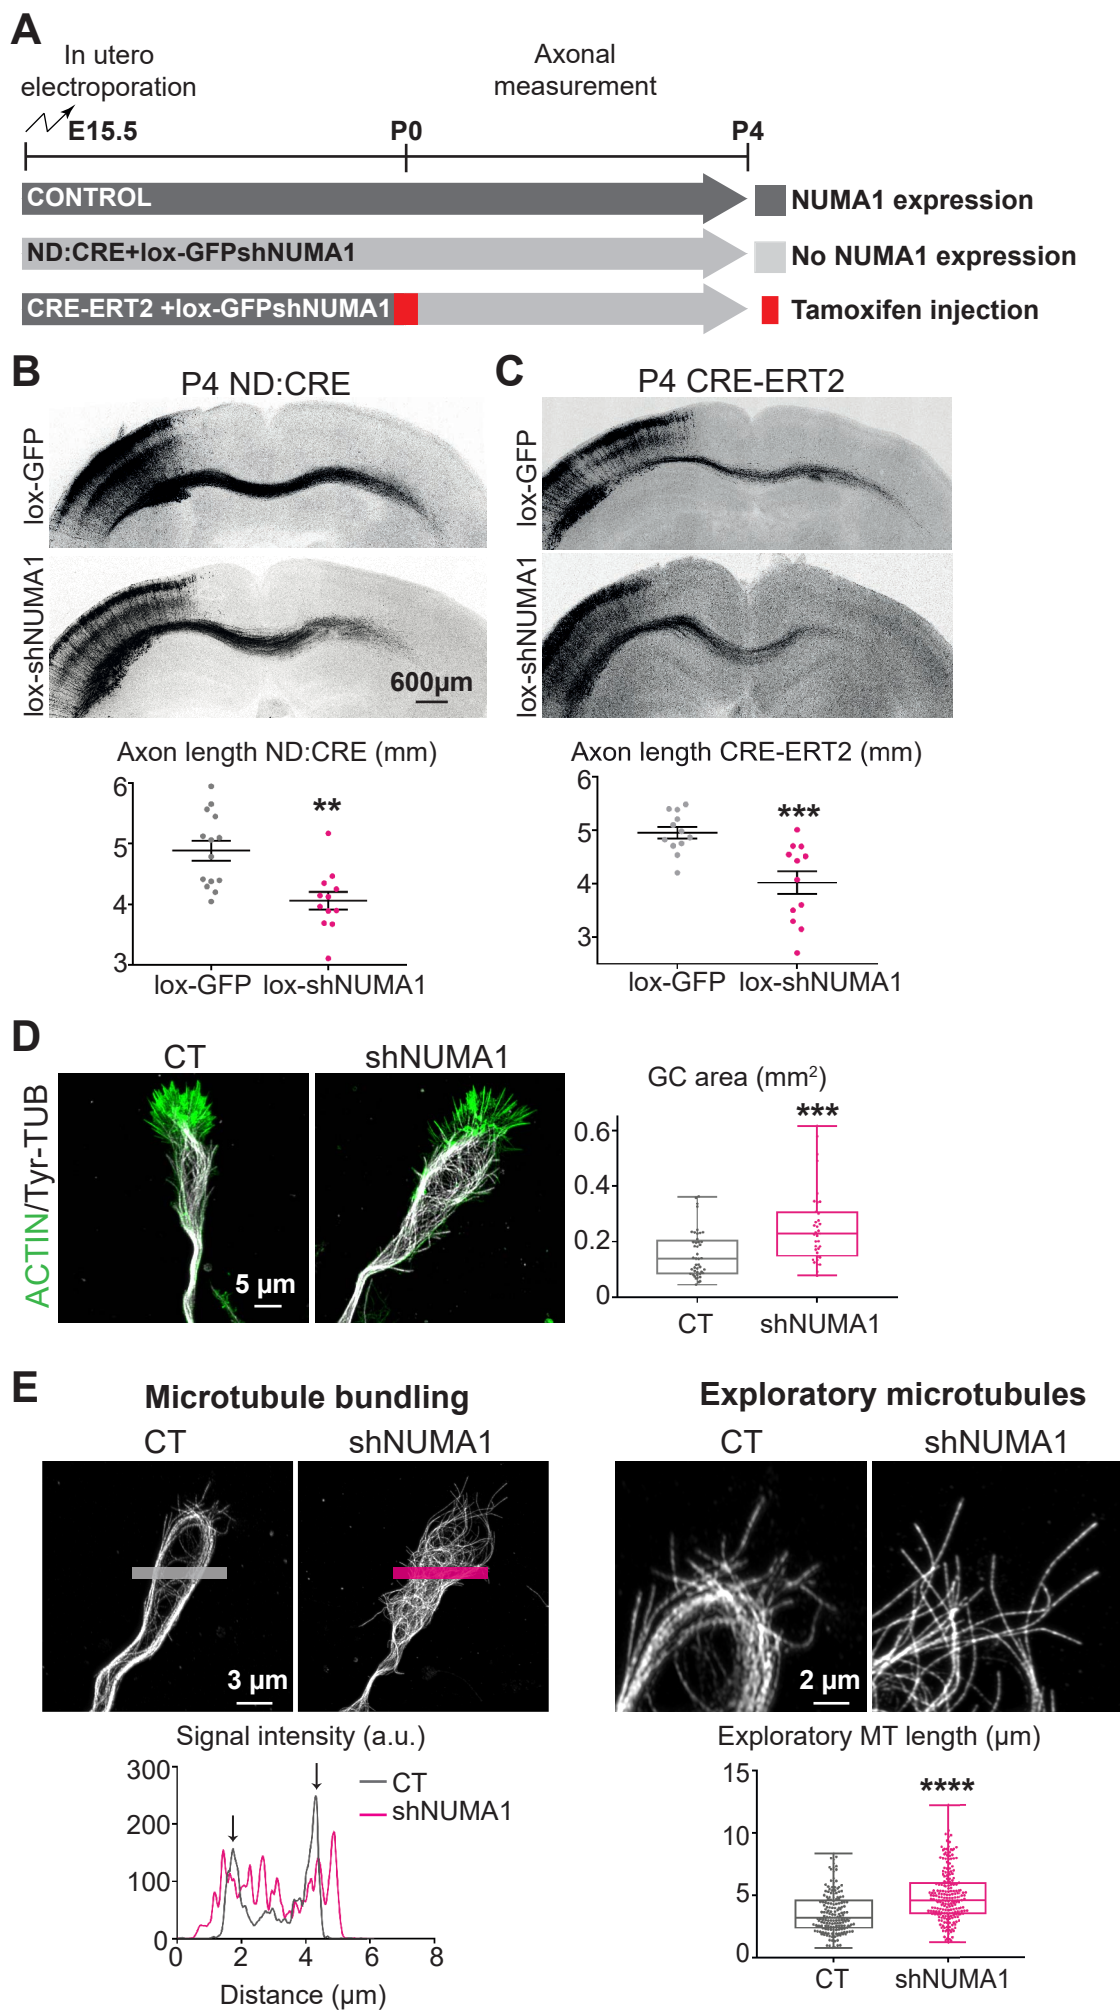 A
In utero
electroporation
Axonal
measurement
E15.5
P0
P4
CONTROL
NUMA1 expression
ND:CRE+lox-GFPshNUMA1
No NUMA1 expression
CRE-ERT2 +lox-GFPshNUMA1
Tamoxifen injection
B
P4 ND:CRE
lox-GFP
lox-shNUMA1
600µm
Axon length ND:CRE (mm)
6
5
4
3
**
lox-GFP lox-shNUMA1
C
P4 CRE-ERT2
lox-GFP
lox-shNUMA1
Axon length CRE-ERT2 (mm)
6
5
4
3
***
lox-GFP lox-shNUMA1
D
CT
shNUMA1
ACTIN/Tyr-TUB
5 µm
GC area (mm²)
***
0.6
0.4
0.2
0
CT
shNUMA1
E
Microtubule bundling
CT
shNUMA1
3 µm
Signal intensity (a.u.)
300
200
100
0
CT
shNUMA1
0 2 4 6 8
Distance (µm)
Exploratory microtubules
CT
shNUMA1
2 µm
Exploratory MT length (µm)
15
10
5
0
****
CT
shNUMA1